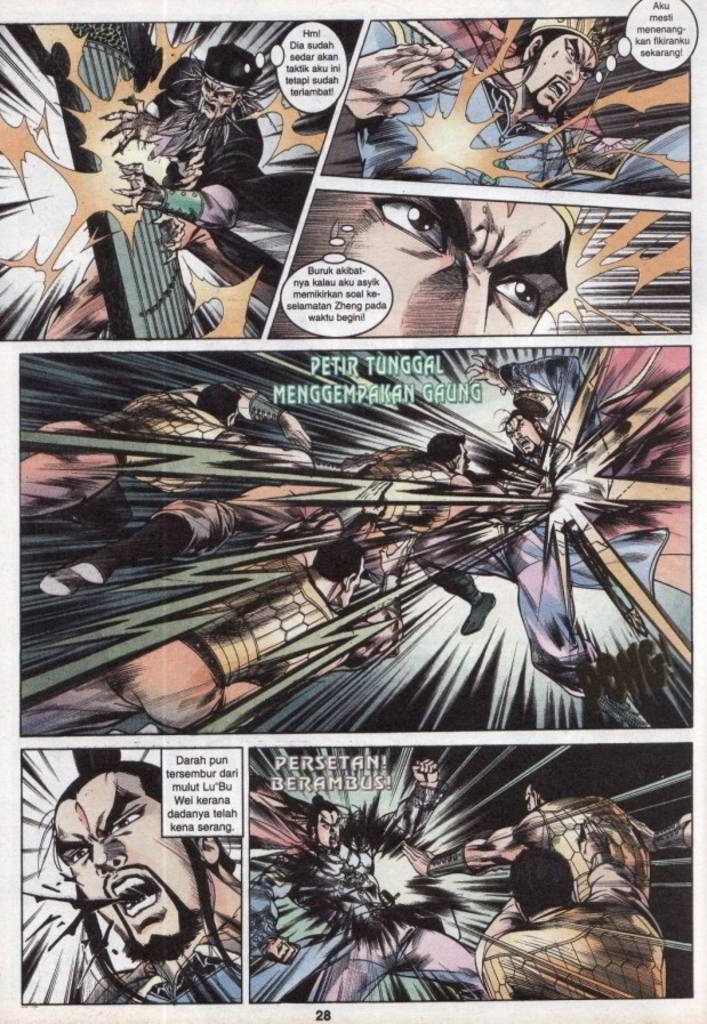 Hm!
Dia sudah
sedar akan
taktik aku ini
tetapi sudah
terlambat!
Aku
mesti
menenang-
kan fikiranku
sekarang!
Buruk akibat-
nya kalau aku asyik
memikirkan soal ke-
selamatan Zheng pada
waktu begini!
PETIR TUNGGAL
MENGGEMPAKAN GAUNG
DONG!
Darah pun
tersembur dari
mulut Lu"Bu
Wei kerana
dadanya telah
kena serang.
PERSETAN!
BERAMBUS!
28